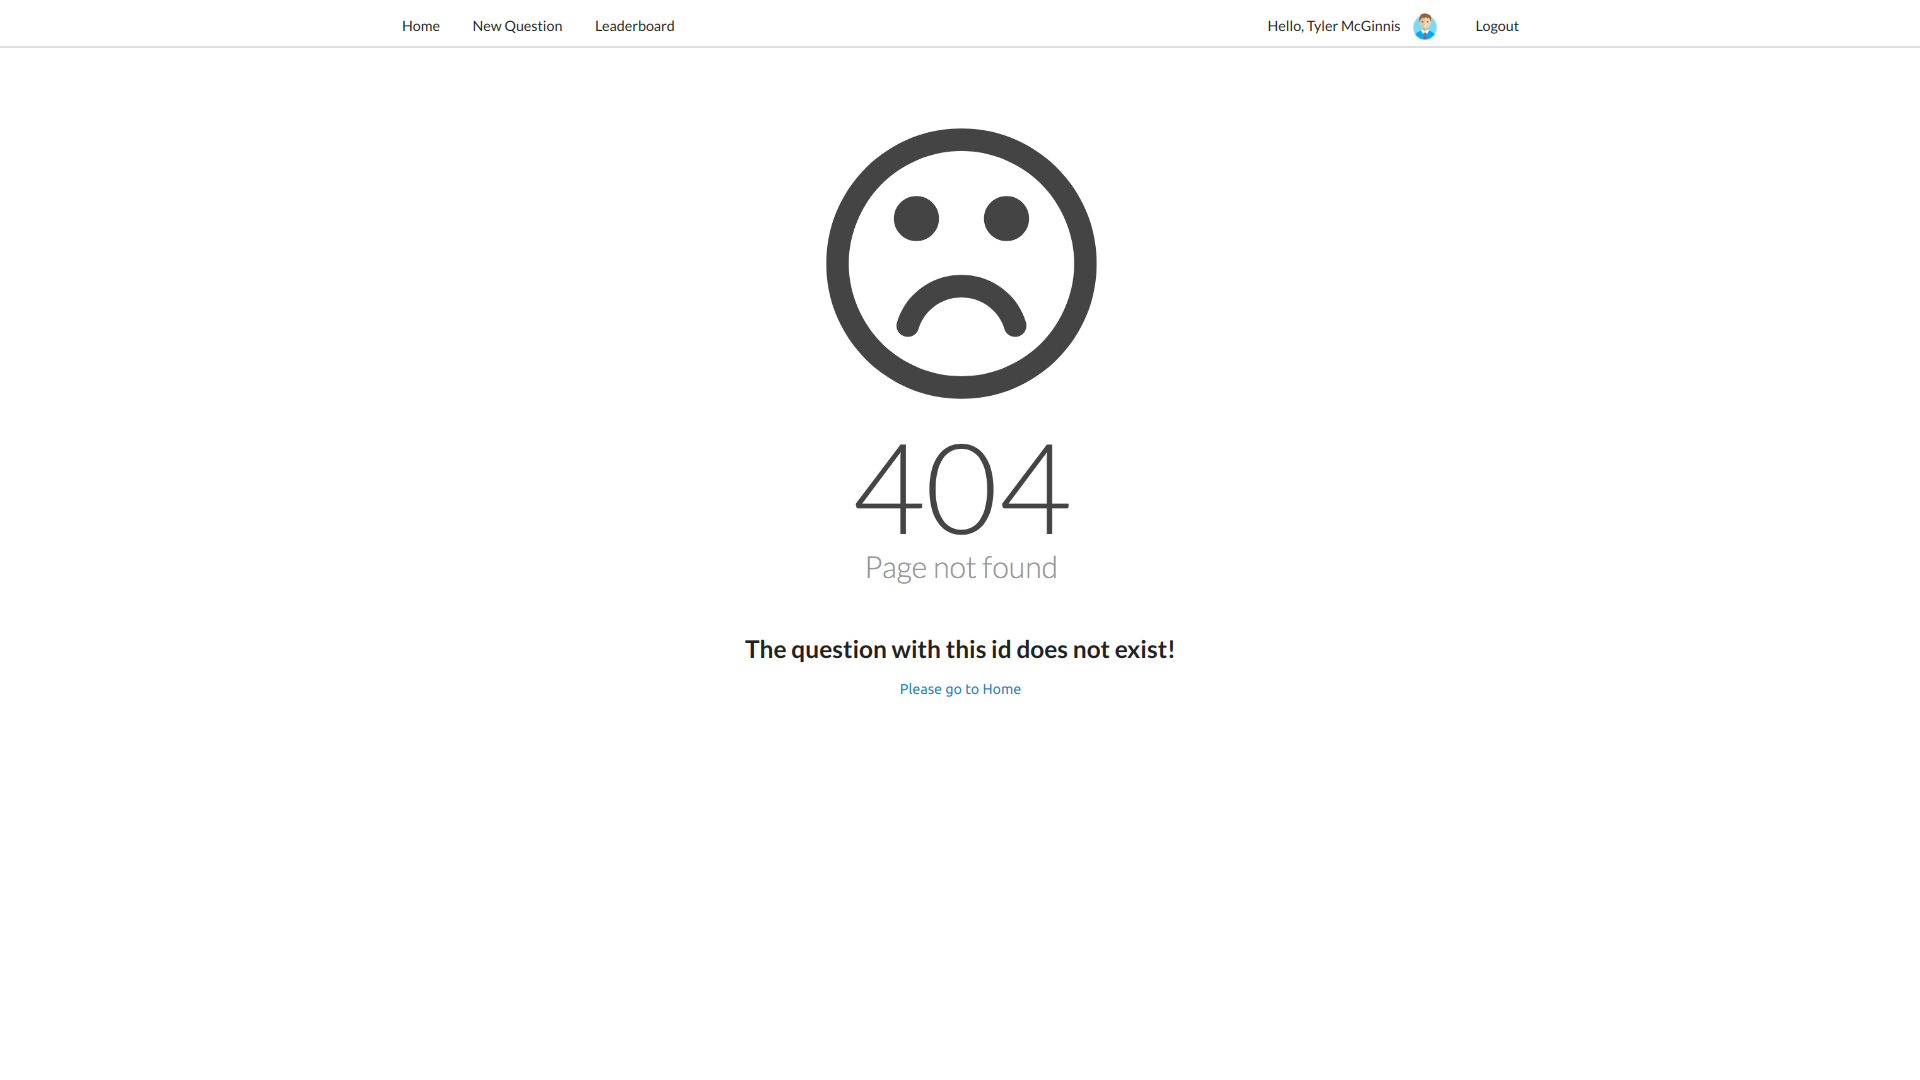 Home New Question Leaderboard Hello, Tyler McGinnis Logout
404
Page not found
The question with this id does not exist!
Please go to Home